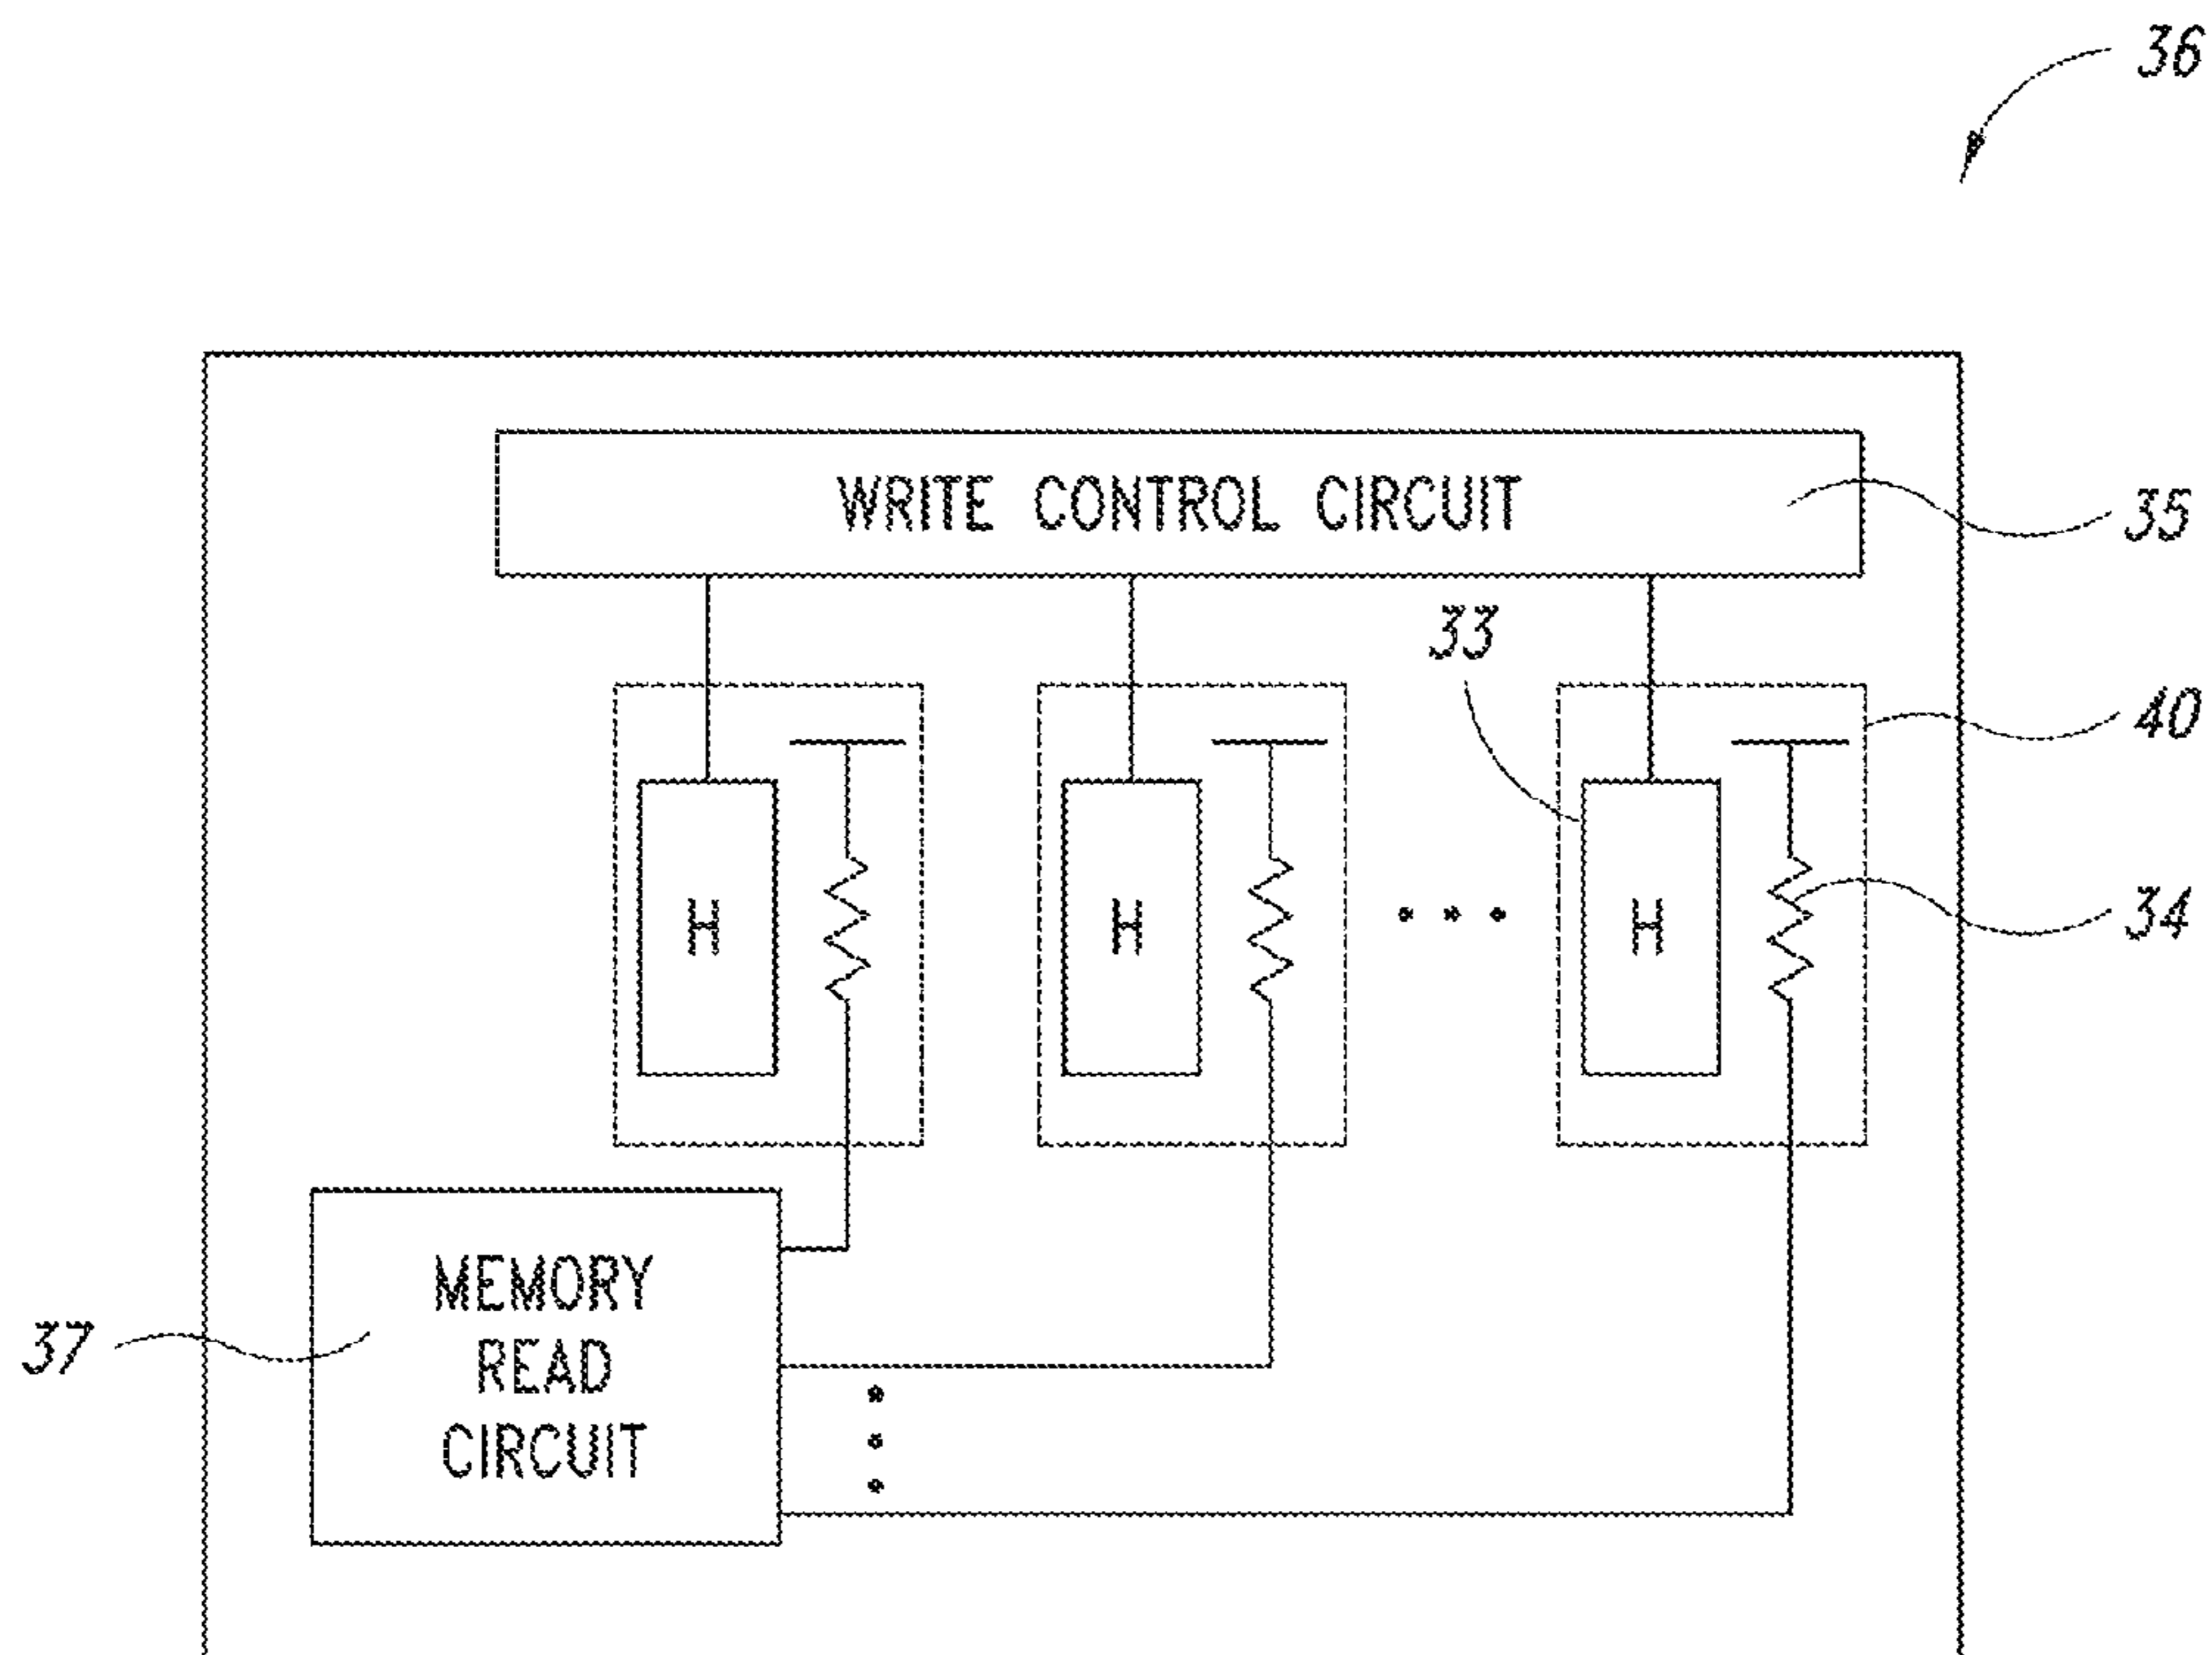 36
WRITE CONTROL CIRCUIT
35
33
40
H
H
H
34
MEMORY
READ
CIRCUIT
37